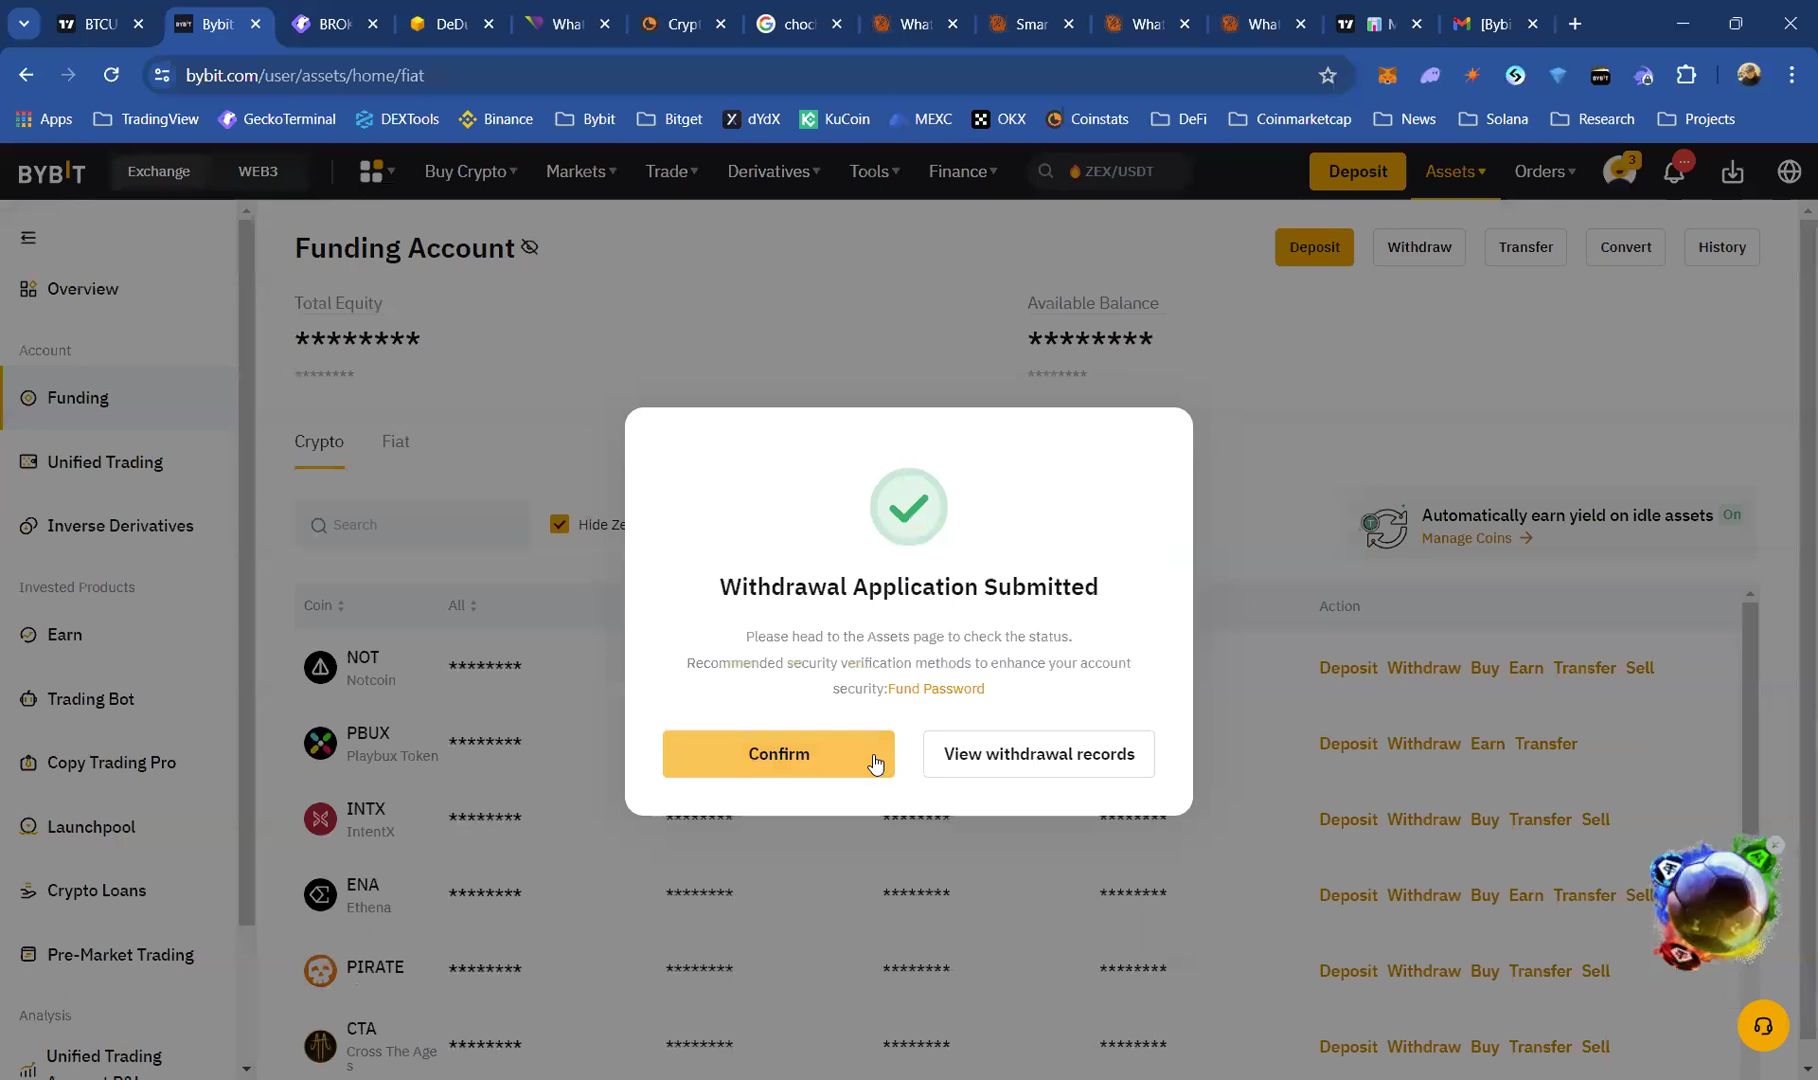 BTCU
Bybit
BROK
DeDu
What
Crypt
choc
What
Smar
What
What
M
[Bybi
bybit.com/user/assets/home/fiat
Apps TradingView GeckoTerminal DEXTools Binance Bybit Bitget dYdX KuCoin MEXC OKX Coinstats DeFi Coinmarketcap News Solana Research Projects
BYBIT Exchange WEB3 Buy Crypto Markets Trade Derivatives Tools Finance ZEX/USDT Deposit Assets Orders 3
Funding Account
Deposit Withdraw Transfer Convert History
Overview
Total Equity Available Balance
******** ********
******** ********
Account
Funding
Crypto Fiat
Unified Trading
Inverse Derivatives
Search
Hide Ze
Automatically earn yield on idle assets On
Manage Coins
Invested Products
Earn
Trading Bot
Copy Trading Pro
Launchpool
Crypto Loans
Pre-Market Trading
Analysis
Unified Trading
Withdrawal Application Submitted
Please head to the Assets page to check the status.
Recommended security verification methods to enhance your account
security:Fund Password
Confirm View withdrawal records
Coin All Action
NOT
Notcoin
******** Deposit Withdraw Buy Earn Transfer Sell
PBUX
Playbux Token
******** Deposit Withdraw Earn Transfer
INTX
IntentX
******** ******** ******** ******** Deposit Withdraw Buy Transfer Sell
ENA
Ethena
******** ******** ******** ******** Deposit Withdraw Buy Earn Transfer Sell
PIRATE
******** ******** ******** ******** Deposit Withdraw Buy Transfer Sell
CTA
Cross The Age
s
******** ******** ******** ******** Deposit Withdraw Buy Transfer Sell